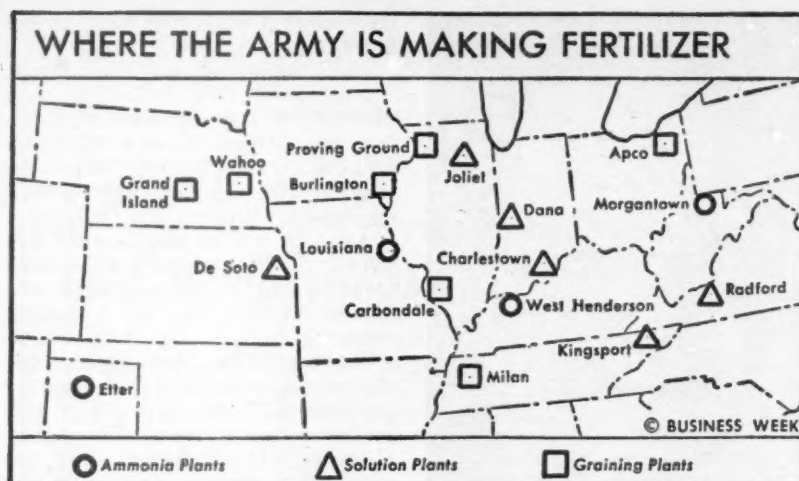 WHERE THE ARMY IS MAKING FERTILIZER
Proving Ground
Apco
Wahoo
Joliet
Grand
Island
Burlington
Dana
Morgantown
Louisiana
Charlestown
De Soto
Radford
Carbondale
West Henderson
Kingsport
Milan
Etter
© BUSINESS WEEK
Ammonia Plants
Solution Plants
Graining Plants